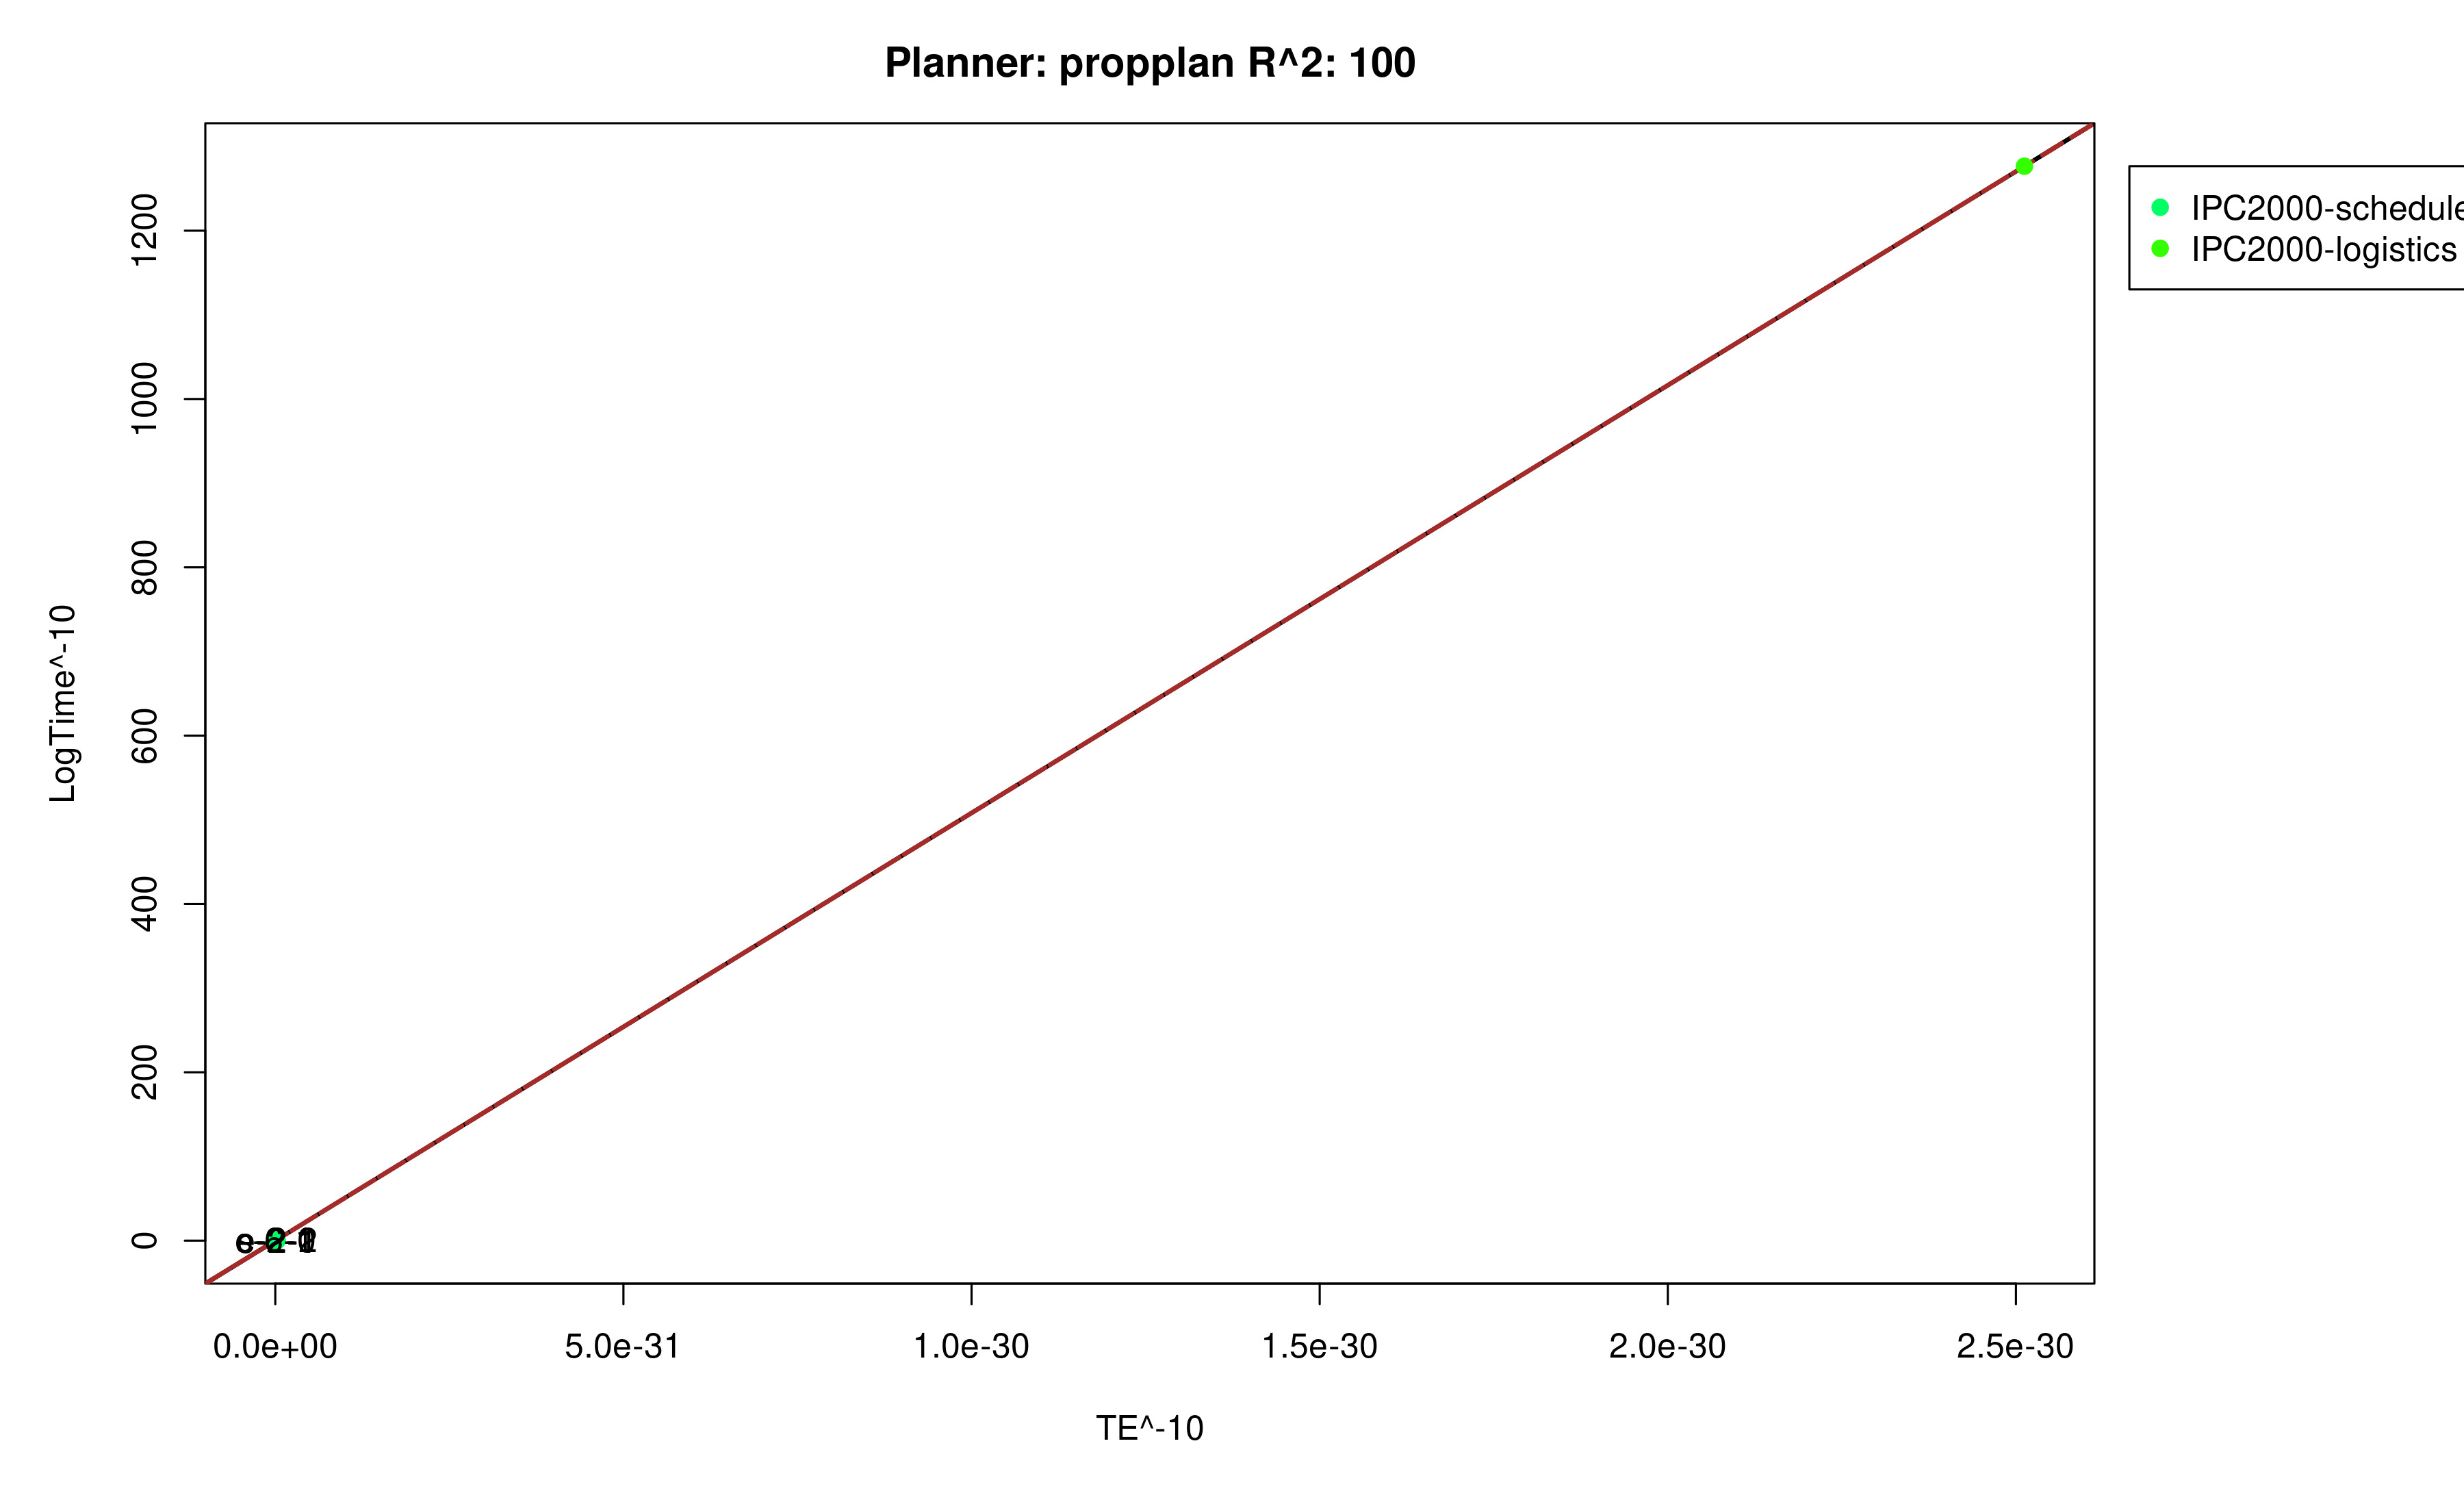 Planner: propplan R^2: 100
LogTime^-10
1200
1000
800
600
400
200
0
0.0e+00
5.0e-31
1.0e-30
1.5e-30
2.0e-30
2.5e-30
TE^-10
IPC2000-schedule
IPC2000-logistics